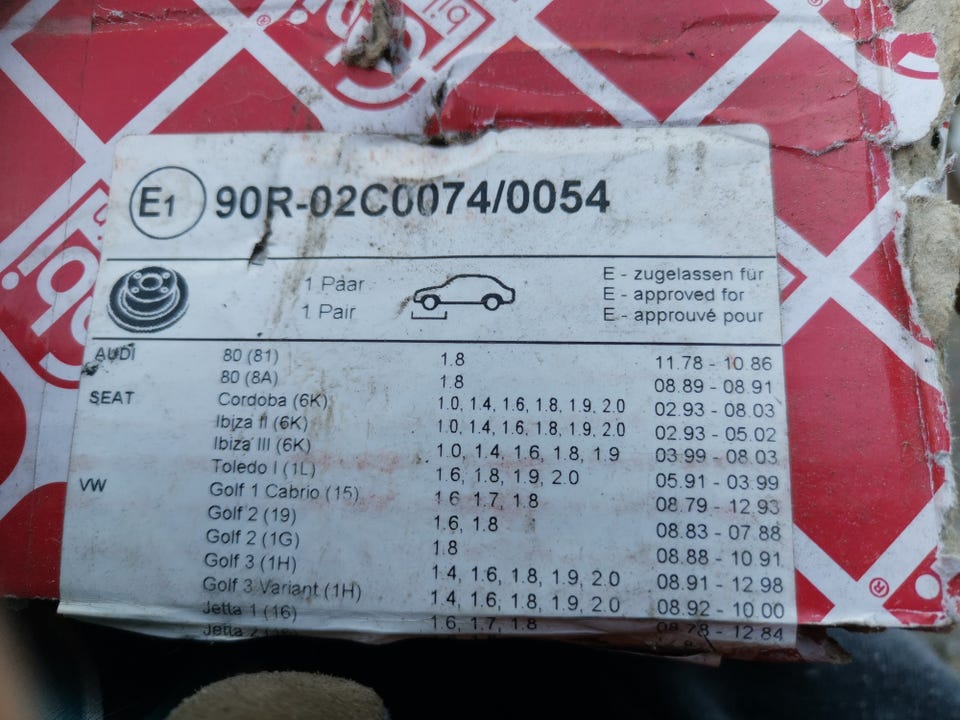 bi
febi
bi
®
E1 90R-02C0074/0054
1 Paar
1 Pair
E - zugelassen für
E - approved for
E - approuvé pour
AUDI 80 (81) 1.8 11.78 - 10.86
80 (8A) 1.8 08.89 - 08.91
SEAT Cordoba (6K) 1.0, 1.4, 1.6, 1.8, 1.9, 2.0 02.93 - 08.03
Ibiza II (6K) 1.0, 1.4, 1.6, 1.8, 1.9, 2.0 02.93 - 05.02
Ibiza III (6K) 1.0, 1.4, 1.6, 1.8, 1.9 03.99 - 08.03
Toledo I (1L) 1.6, 1.8, 1.9, 2.0 05.91 - 03.99
VW Golf 1 Cabrio (15) 1.6 1.7, 1.8 08.79 - 12.93
Golf 2 (19) 1.6, 1.8 08.83 - 07.88
Golf 2 (1G) 1.8 08.88 - 10.91
Golf 3 (1H) 1.4, 1.6, 1.8, 1.9, 2.0 08.91 - 12.98
Golf 3 Variant (1H) 1.4, 1.6, 1.8, 1.9, 2.0 08.92 - 10.00
Jetta 1 (16) 1.6, 1.7, 1.8 08.78 - 12.84
®